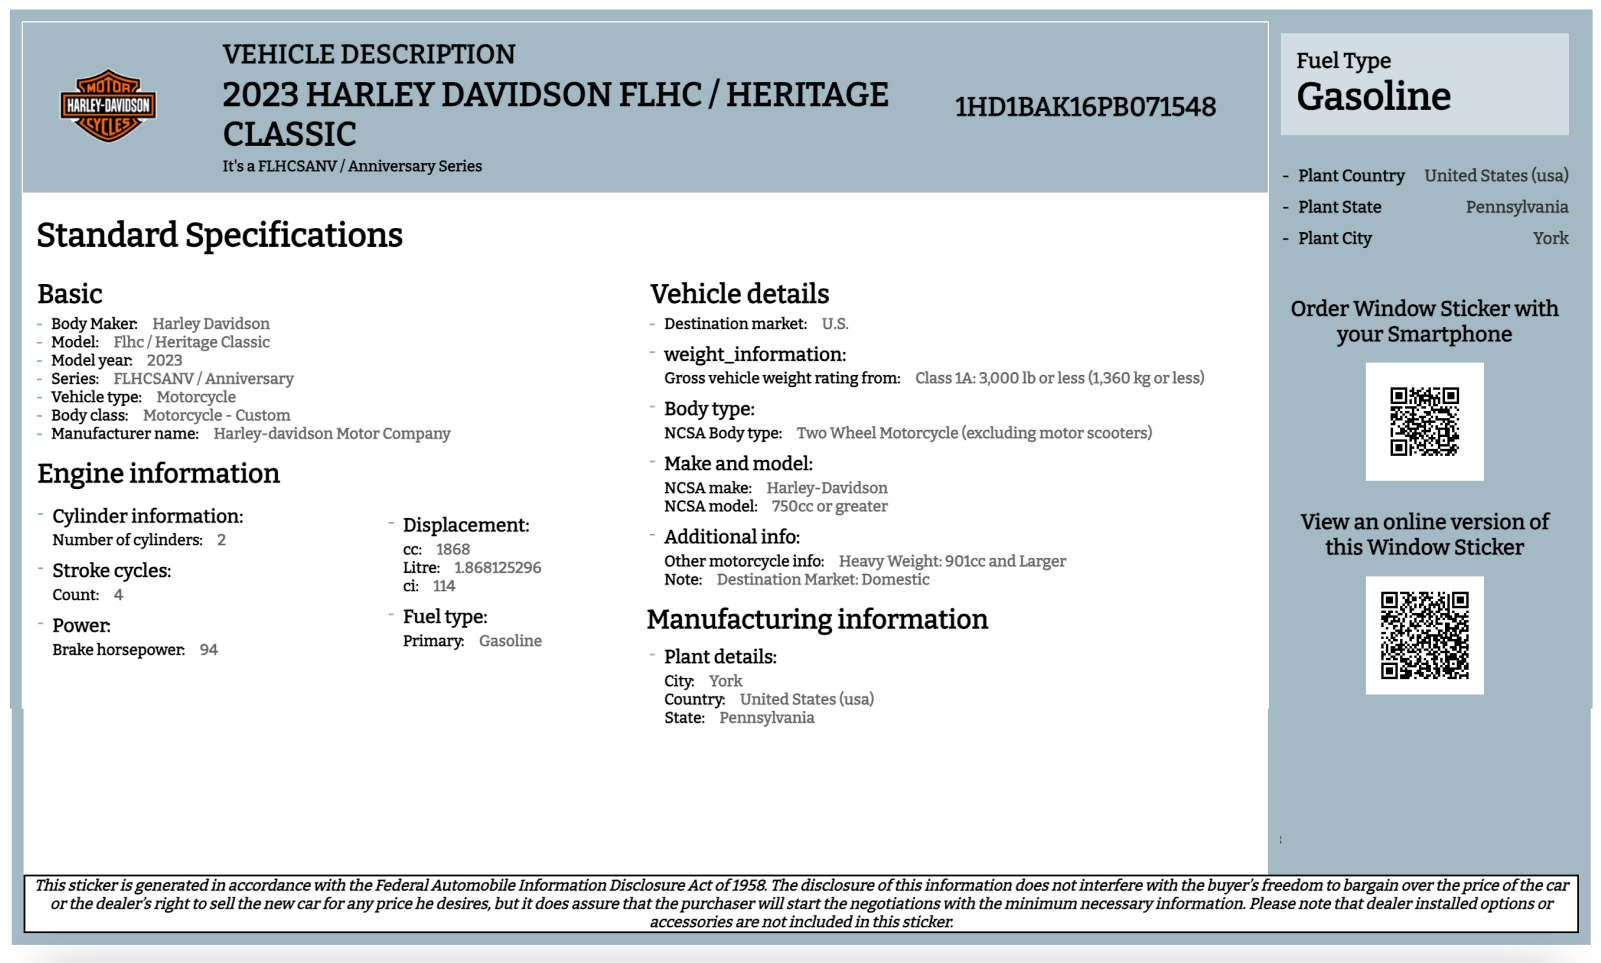 MOTOR
HARLEY-DAVIDSON
CYCLES
VEHICLE DESCRIPTION
2023 HARLEY DAVIDSON FLHC / HERITAGE
CLASSIC
It's a FLHCSANV / Anniversary Series
1HD1BAK16PB071548
Fuel Type
Gasoline
- Plant Country United States (usa)
- Plant State Pennsylvania
- Plant City York
Order Window Sticker with
your Smartphone
View an online version of
this Window Sticker
Standard Specifications
Basic
- Body Maker: Harley Davidson
- Model: Flhc / Heritage Classic
- Model year: 2023
- Series: FLHCSANV / Anniversary
- Vehicle type: Motorcycle
- Body class: Motorcycle - Custom
- Manufacturer name: Harley-davidson Motor Company
Engine information
- Cylinder information:
Number of cylinders: 2
- Stroke cycles:
Count: 4
- Power:
Brake horsepower: 94
- Displacement:
cc: 1868
Litre: 1.868125296
ci: 114
- Fuel type:
Primary: Gasoline
Vehicle details
- Destination market: U.S.
- weight_information:
Gross vehicle weight rating from: Class 1A: 3,000 lb or less (1,360 kg or less)
- Body type:
NCSA Body type: Two Wheel Motorcycle (excluding motor scooters)
- Make and model:
NCSA make: Harley-Davidson
NCSA model: 750cc or greater
- Additional info:
Other motorcycle info: Heavy Weight: 901cc and Larger
Note: Destination Market: Domestic
Manufacturing information
- Plant details:
City: York
Country: United States (usa)
State: Pennsylvania
This sticker is generated in accordance with the Federal Automobile Information Disclosure Act of 1958. The disclosure of this information does not interfere with the buyer's freedom to bargain over the price of the car
or the dealer's right to sell the new car for any price he desires, but it does assure that the purchaser will start the negotiations with the minimum necessary information. Please note that dealer installed options or
accessories are not included in this sticker.